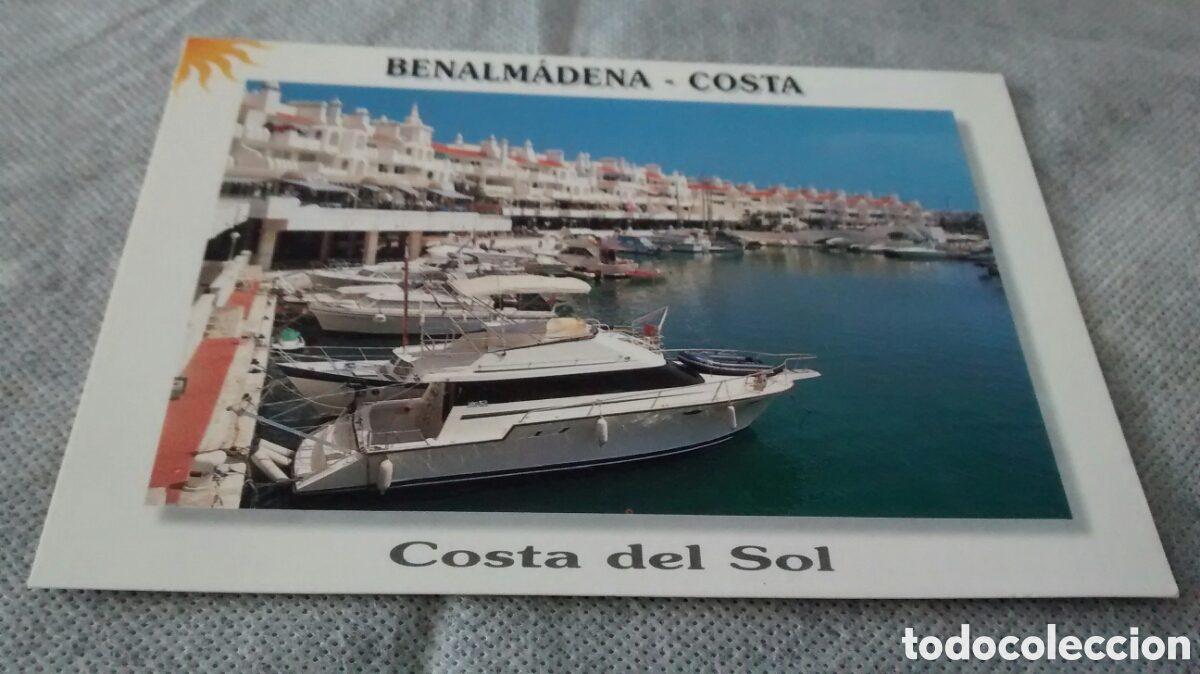 BENALMÁDENA - COSTA
Costa del Sol
todocoleccion